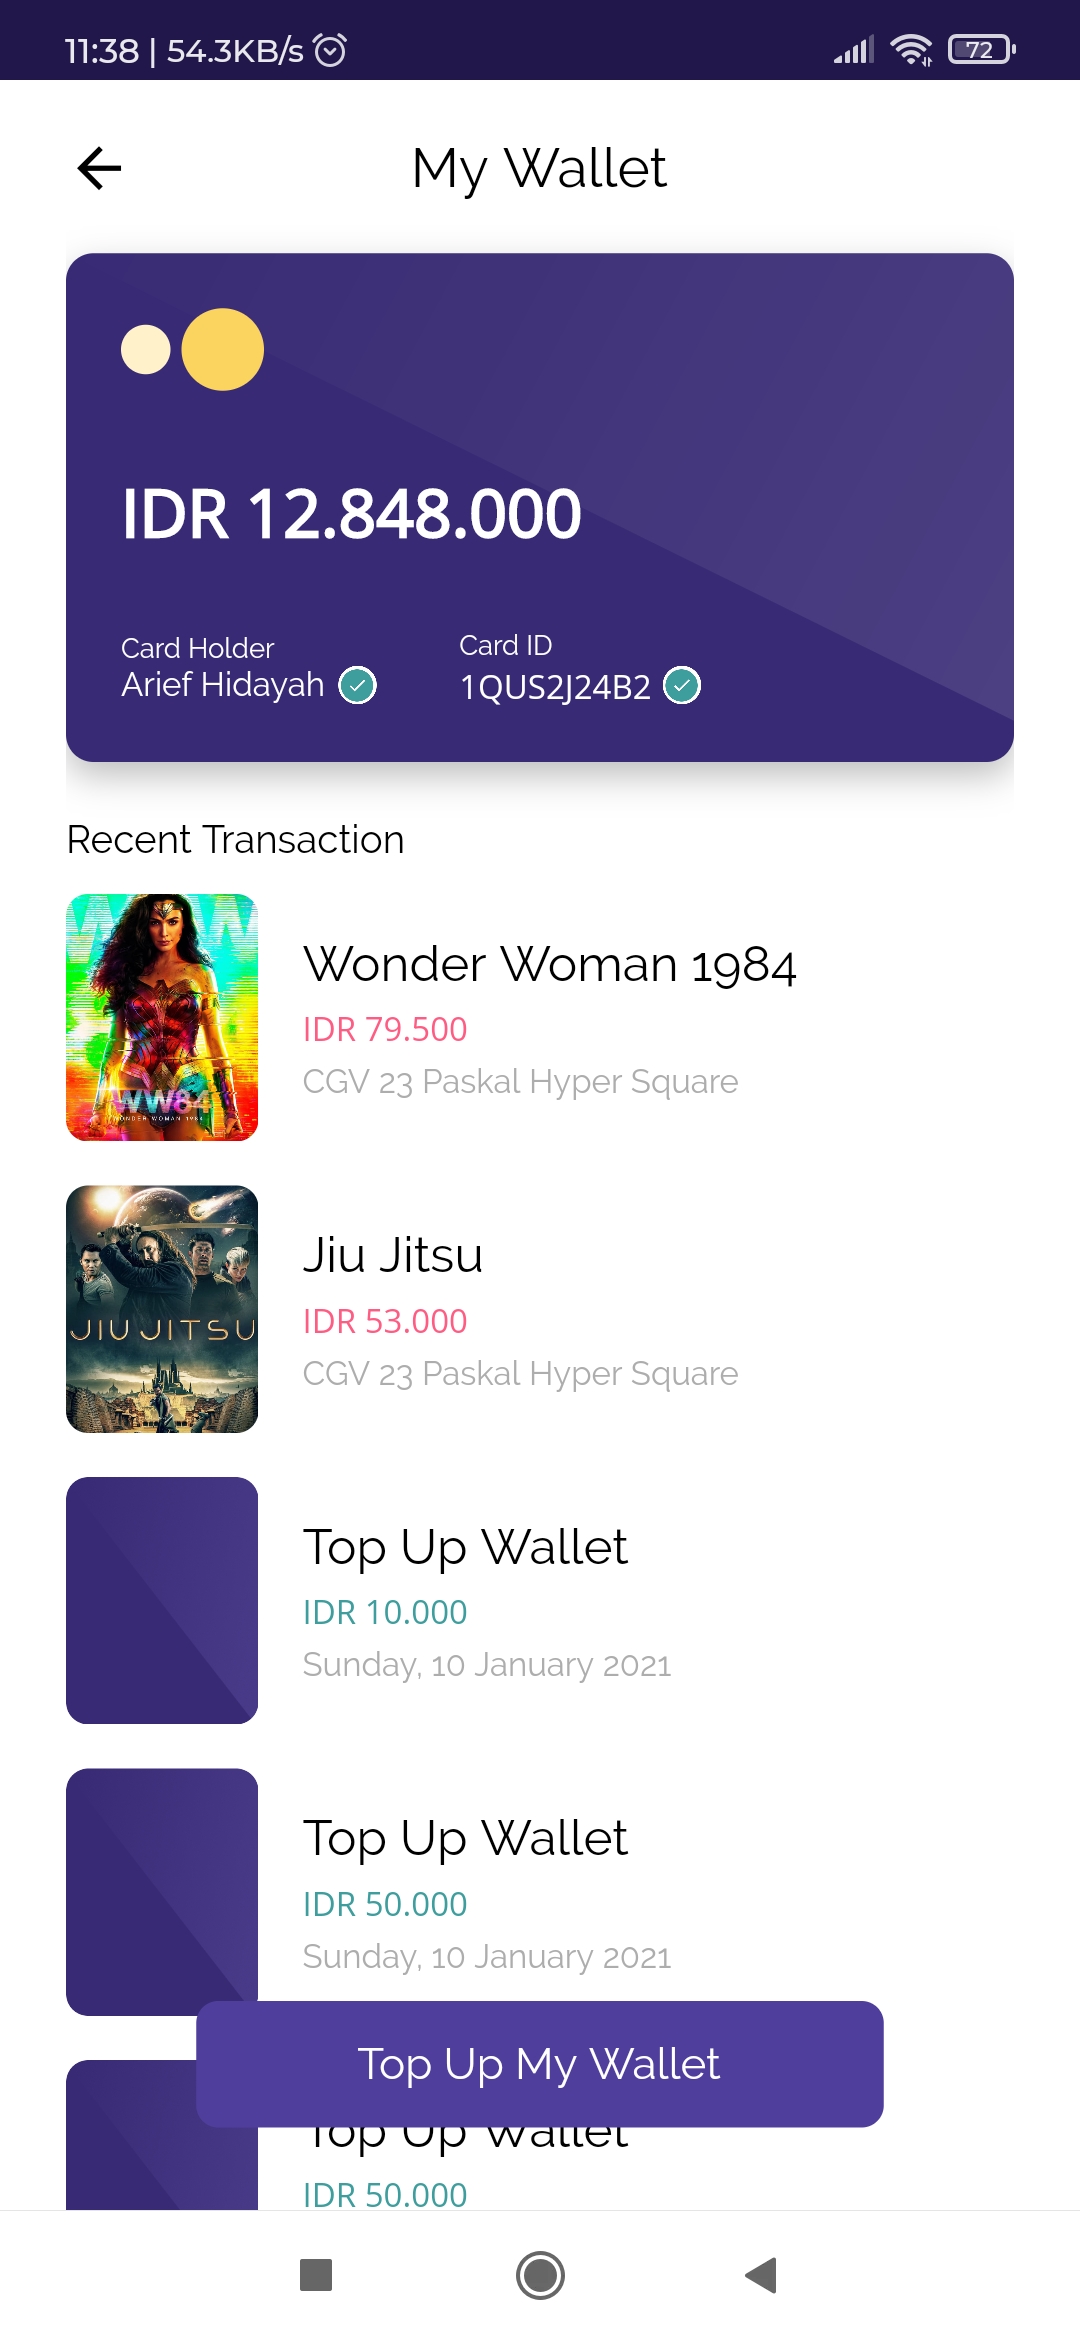 11:38 | 54.3KB/s
72
My Wallet
IDR 12.848.000
Card Holder
Card ID
Arief Hidayah
1QUS2J24B2
Recent Transaction
WW84
WONDER WOMAN 1984
Wonder Woman 1984
IDR 79.500
CGV 23 Paskal Hyper Square
JIU JITSU
Jiu Jitsu
IDR 53.000
CGV 23 Paskal Hyper Square
Top Up Wallet
IDR 10.000
Sunday, 10 January 2021
Top Up Wallet
IDR 50.000
Sunday, 10 January 2021
Top Up My Wallet
Top Up Wallet
IDR 50.000